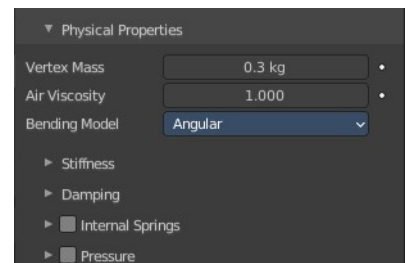 Physical Properties
Vertex Mass 0.3 kg
Air Viscosity 1.000
Bending Model Angular
Stiffness
Damping
Internal Springs
Pressure